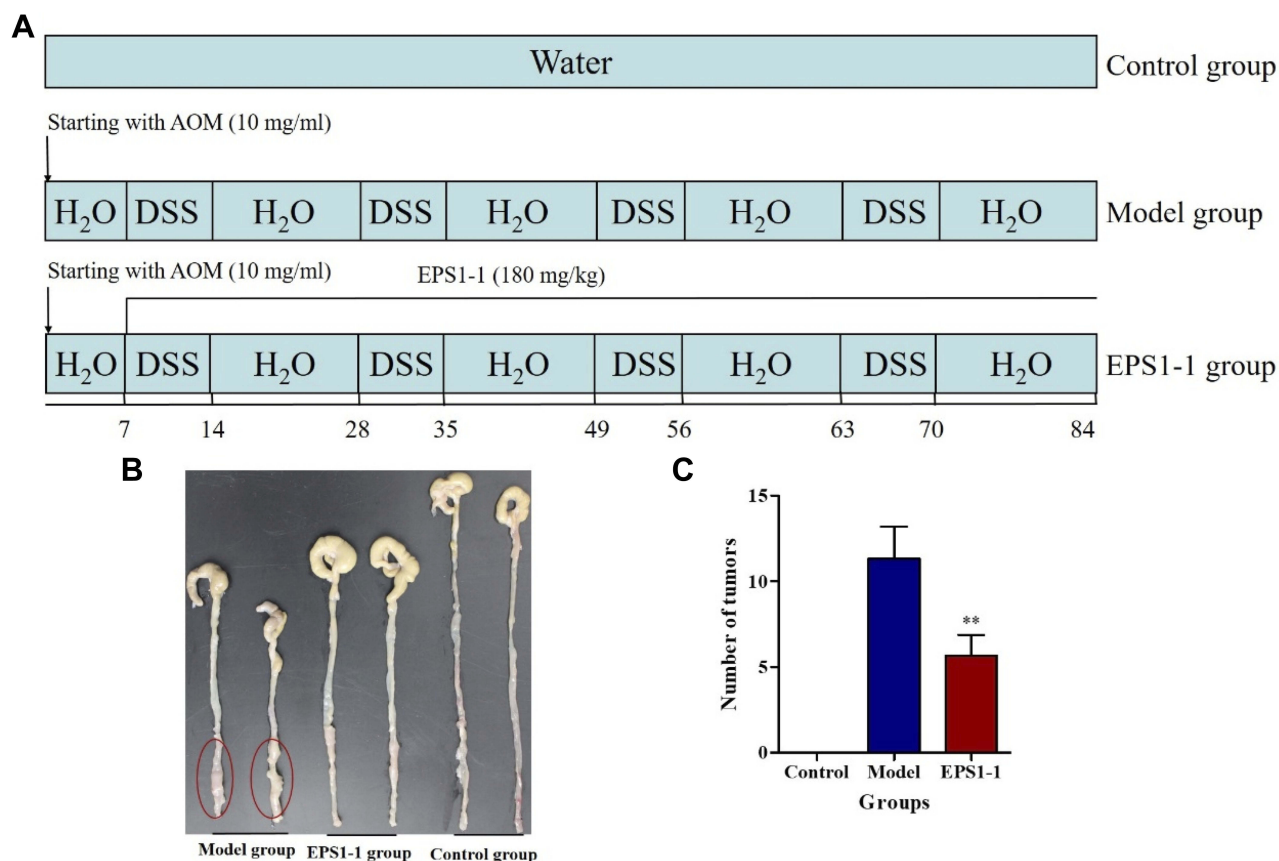 A
Water
Control group
Starting with AOM (10 mg/ml)
H₂O DSS H₂O DSS H₂O DSS H₂O DSS H₂O
Model group
Starting with AOM (10 mg/ml)
EPS1-1 (180 mg/kg)
H₂O DSS H₂O DSS H₂O DSS H₂O DSS H₂O
EPS1-1 group
7 14 28 35 49 56 63 70 84
B
Model group EPS1-1 group Control group
C
Number of tumors
15
10
5
0
**
Control Model EPS1-1
Groups